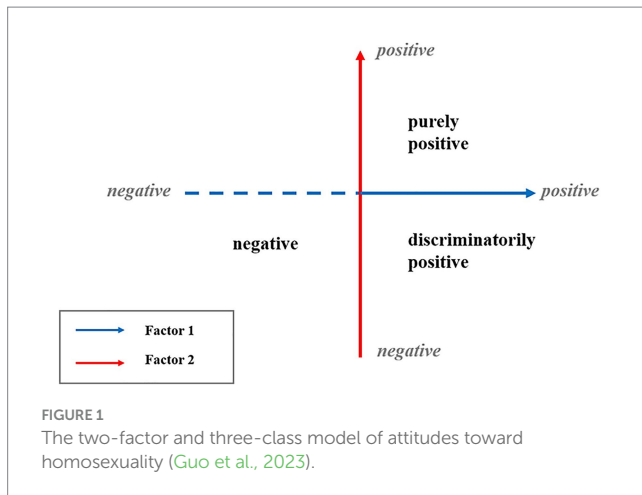 positive
purely
positive
negative
positive
negative
discriminatorily
positive
Factor 1
Factor 2
negative
FIGURE 1
The two-factor and three-class model of attitudes toward
homosexuality (Guo et al., 2023).